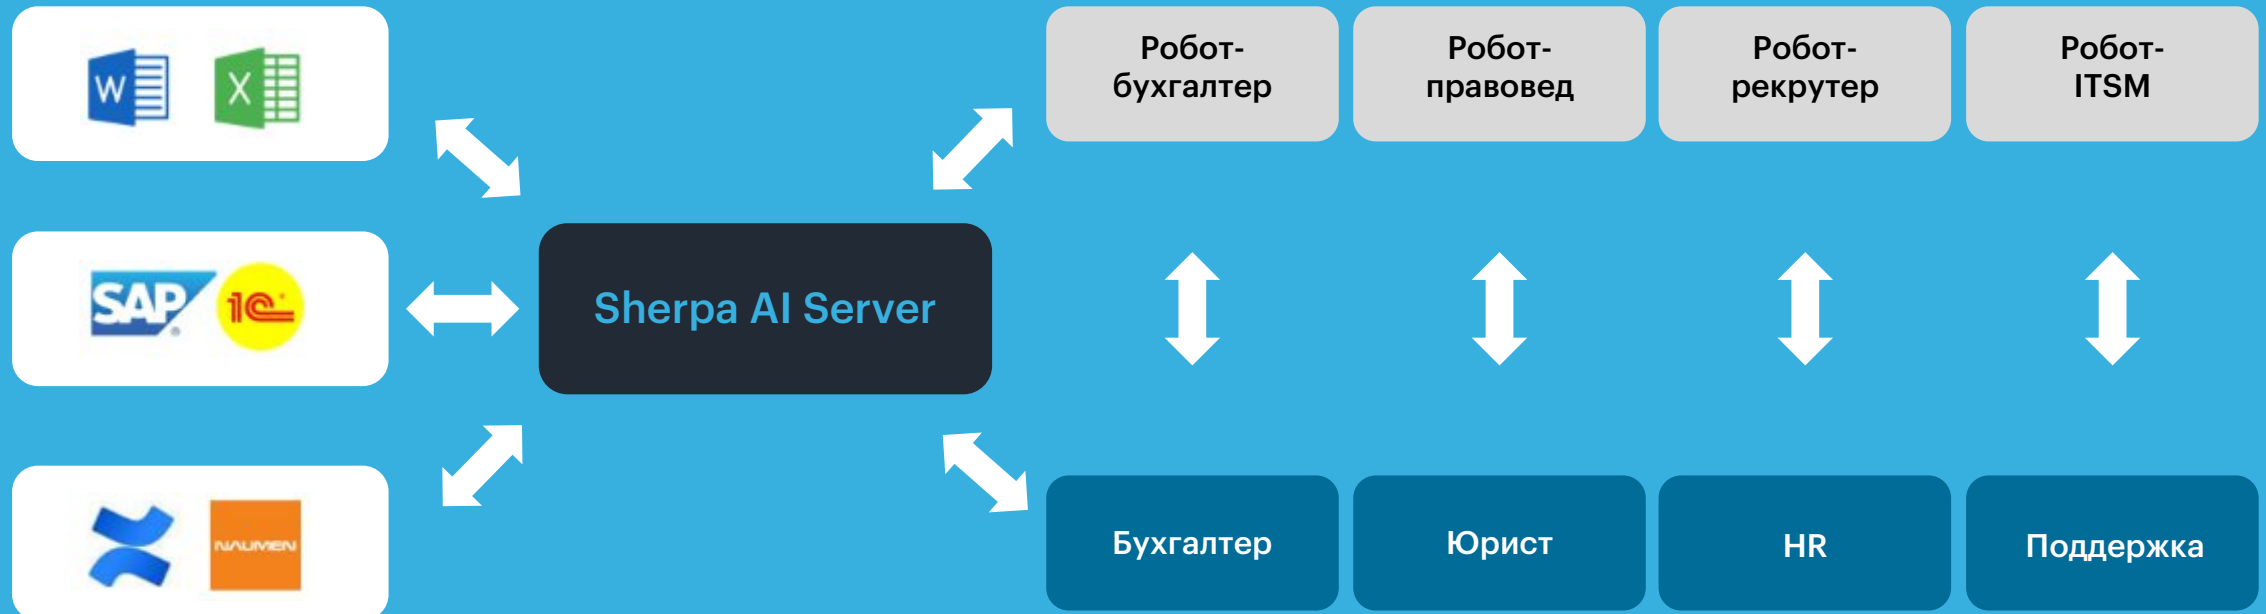 W X
Робот-
бухгалтер
Робот-
правовед
Робот-
рекрутер
Робот-
ITSM
SAP ®
1С
Sherpa AI Server
NAUMEN
Бухгалтер
Юрист
HR
Поддержка